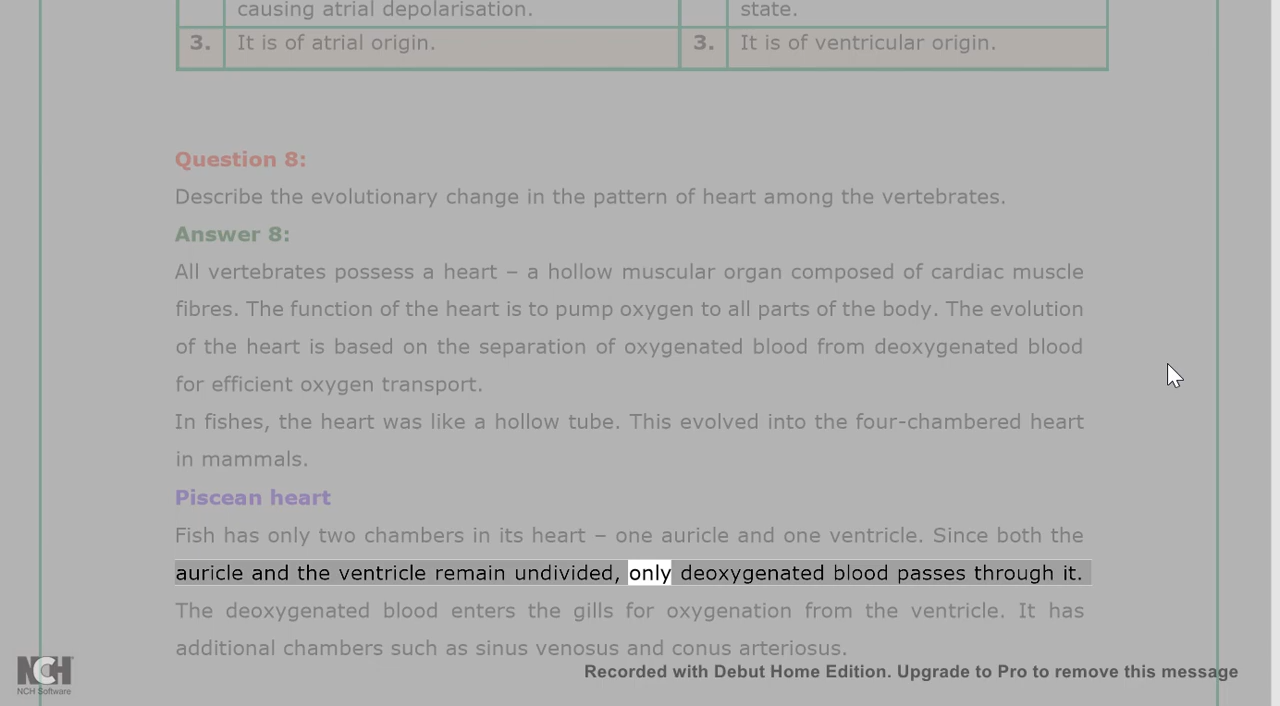 causing atrial depolarisation. state.
3. It is of atrial origin. 3. It is of ventricular origin.
Question 8:
Describe the evolutionary change in the pattern of heart among the vertebrates.
Answer 8:
All vertebrates possess a heart – a hollow muscular organ composed of cardiac muscle
fibres. The function of the heart is to pump oxygen to all parts of the body. The evolution
of the heart is based on the separation of oxygenated blood from deoxygenated blood
for efficient oxygen transport.
In fishes, the heart was like a hollow tube. This evolved into the four-chambered heart
in mammals.
Piscean heart
Fish has only two chambers in its heart – one auricle and one ventricle. Since both the
auricle and the ventricle remain undivided, only deoxygenated blood passes through it.
The deoxygenated blood enters the gills for oxygenation from the ventricle. It has
additional chambers such as sinus venosus and conus arteriosus.
NCH
NCH Software
Recorded with Debut Home Edition. Upgrade to Pro to remove this message